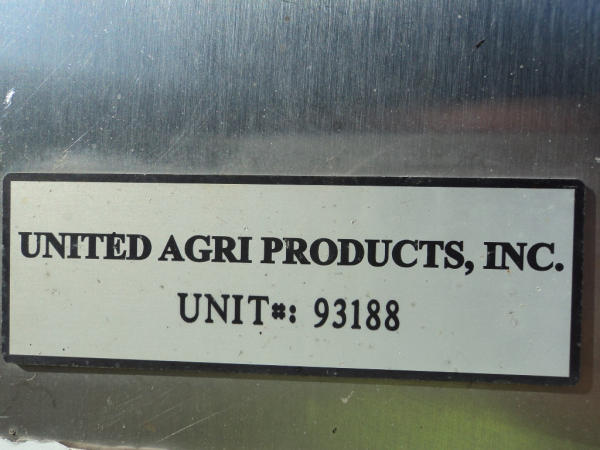 UNITED AGRI PRODUCTS, INC.
UNIT#: 93188